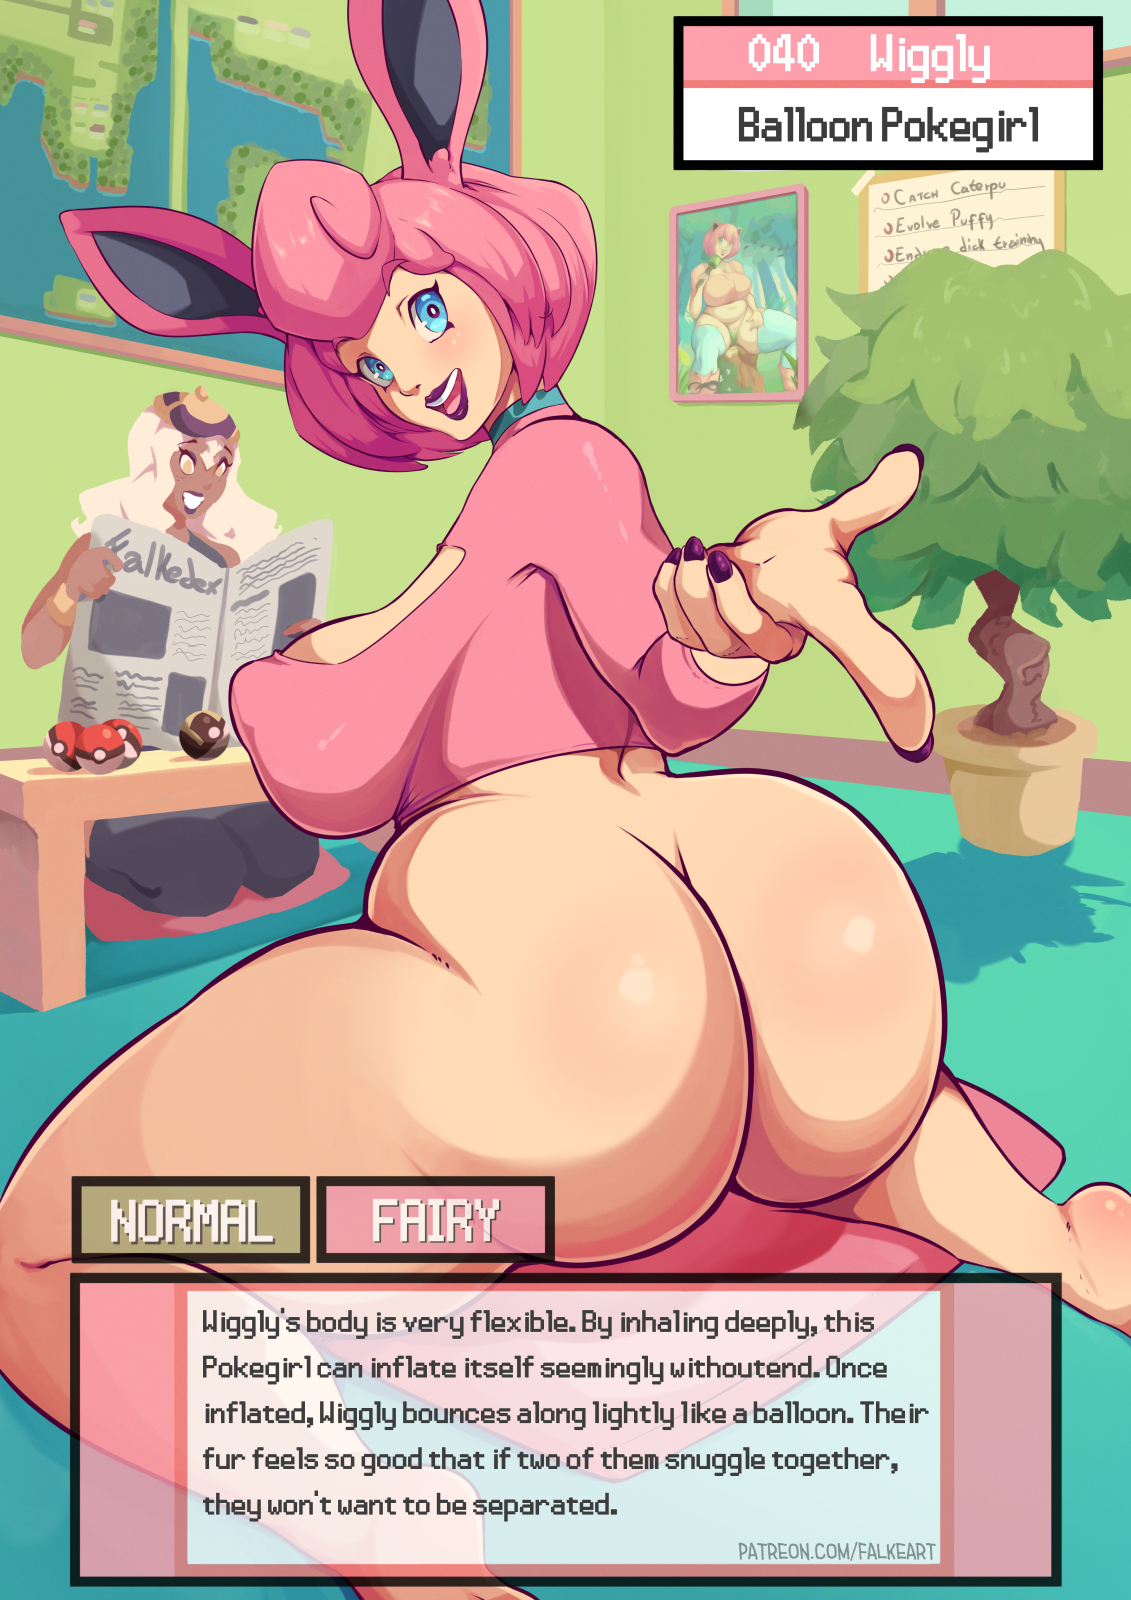 040 Wiggly
Balloon Pokegirl
Catch Caterpu
Evolve Puffy
dick training
Falkedex
NORMAL
FAIRY
Wiggly's body is very flexible. By inhaling deeply, this
Pokegirl can inflate itself seemingly withoutend. Once
inflated, Wiggly bounces along lightly like a balloon. Their
fur feels so good that if two of them snuggle together,
they won't want to be separated.
PATREON.COM/FALKEART